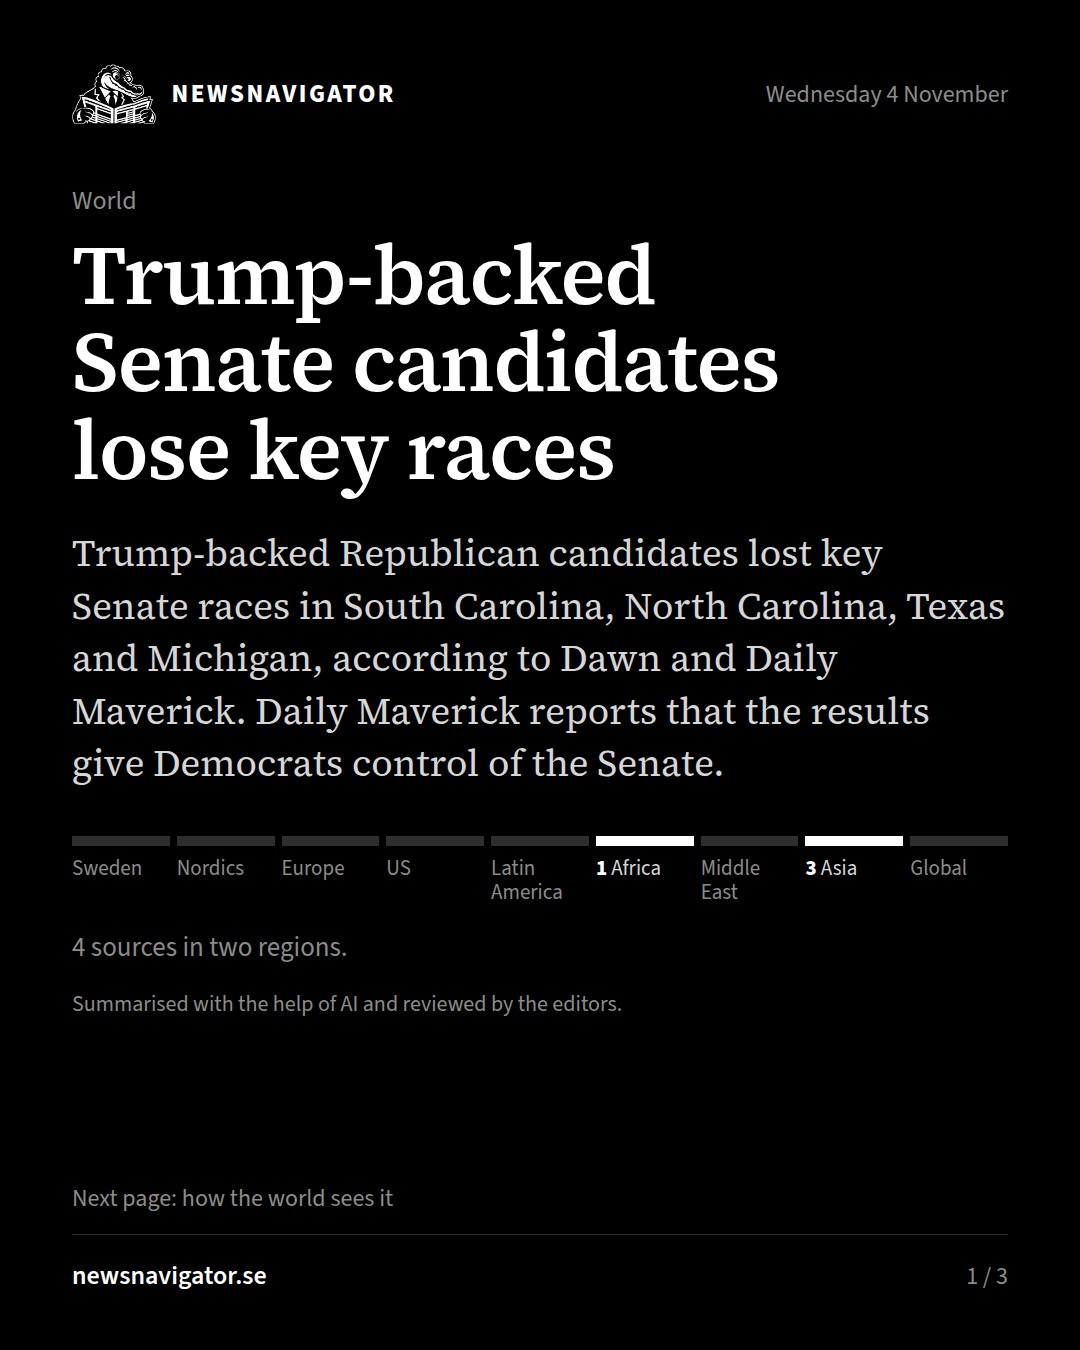 NEWSNAVIGATOR
Wednesday 4 November
World
Trump-backed
Senate candidates
lose key races
Trump-backed Republican candidates lost key
Senate races in South Carolina, North Carolina, Texas
and Michigan, according to Dawn and Daily
Maverick. Daily Maverick reports that the results
give Democrats control of the Senate.
Sweden
Nordics
Europe
US
Latin
America
1 Africa
Middle
East
3 Asia
Global
4 sources in two regions.
Summarised with the help of AI and reviewed by the editors.
Next page: how the world sees it
newsnavigator.se
1 / 3